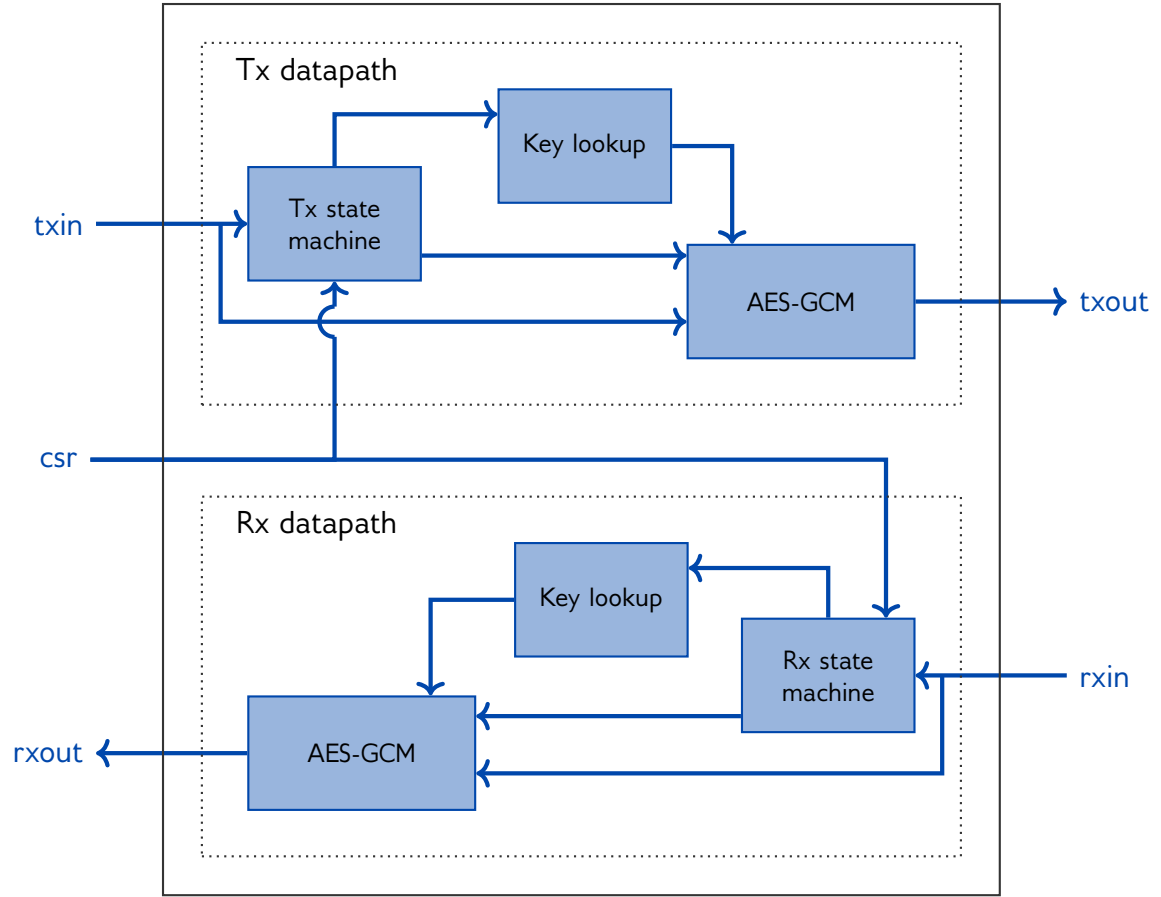 Tx datapath
Key lookup
Tx state
machine
txin
AES-GCM
txout
csr
Rx datapath
Key lookup
Rx state
machine
rxin
AES-GCM
rxout